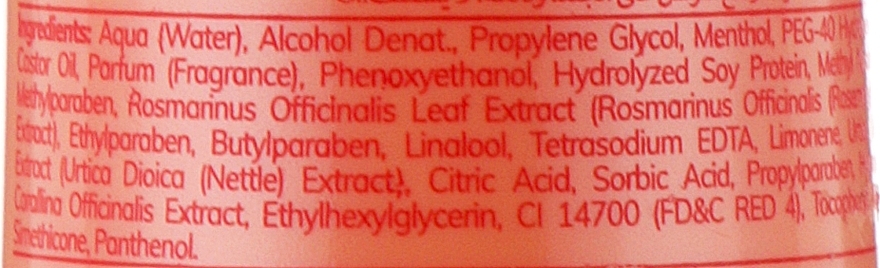 Ingredients: Aqua (Water), Alcohol Denat., Propylene Glycol, Menthol, PEG-40
Castor Oil, Parfum (Fragrance), Phenoxyethanol, Hydrolyzed Soy Protein,
Methylparaben, Rosmarinus Officinalis Leaf Extract (Rosmarinus Officinalis
Extract), Ethylparaben, Butylparaben, Linalool, Tetrasodium EDTA, Limonene,
Extract (Urtica Dioica (Nettle) Extract), Citric Acid, Sorbic Acid, Propylparaben,
Corallina Officinalis Extract, Ethylhexylglycerin, CI 14700 (FD&C RED 4),
Simethicone, Panthenol.